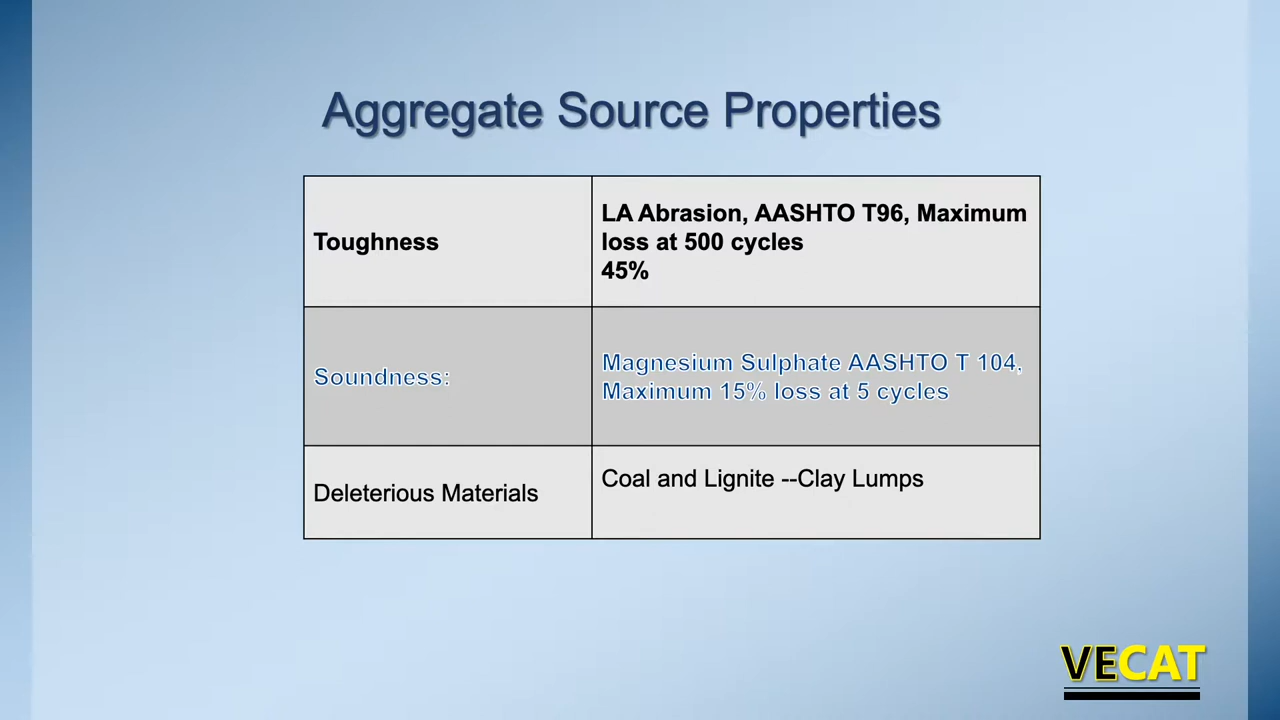 Aggregate Source Properties
Toughness
LA Abrasion, AASHTO T96, Maximum
loss at 500 cycles
45%
Soundness:
Magnesium Sulphate AASHTO T 104,
Maximum 15% loss at 5 cycles
Deleterious Materials
Coal and Lignite --Clay Lumps
VECAT